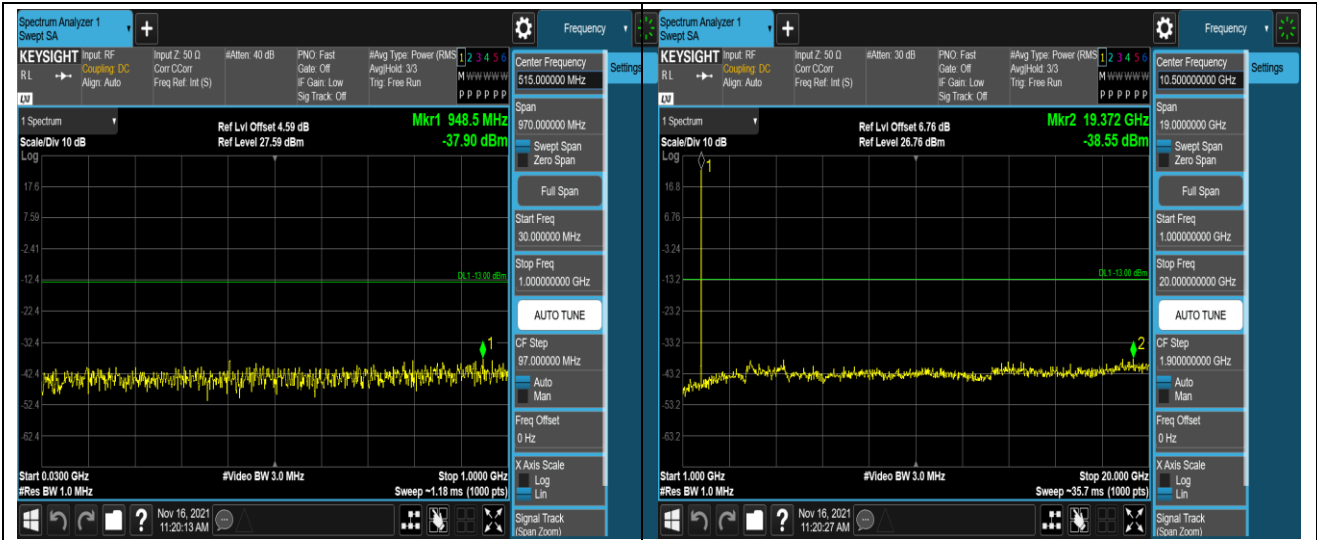 Spectrum Analyzer 1
Swept SA
+
Frequency
KEYSIGHT
RL
LXI
Input: RF
Coupling: DC
Align: Auto
Input Z: 50 Ω
Corr CCorr
Freq Ref: Int (S)
#Atten: 40 dB
PNO: Fast
Gate: Off
IF Gain: Low
Sig Track: Off
#Avg Type: Power (RMS
Avg|Hold: 3/3
Trig: Free Run
1 2 3 4 5 6
M W W W W W
P P P P P P
1 Spectrum
Scale/Div 10 dB
Log
Ref Lvl Offset 4.59 dB
Ref Level 27.59 dBm
Mkr1 948.5 MHz
-37.90 dBm
17.6
7.59
-2.41
-12.4
-22.4
-32.4
-42.4
-52.4
-62.4
DL1 -13.00 dBm
1
Start 0.0300 GHz
#Res BW 1.0 MHz
#Video BW 3.0 MHz
Stop 1.0000 GHz
Sweep ~1.18 ms (1000 pts)
Center Frequency
515.000000 MHz
Settings
Span
970.000000 MHz
Swept Span
Zero Span
Full Span
Start Freq
30.000000 MHz
Stop Freq
1.000000000 GHz
AUTO TUNE
CF Step
97.000000 MHz
Auto
Man
Freq Offset
0 Hz
X Axis Scale
Log
Lin
Signal Track
(Span Zoom)
?
Nov 16, 2021
11:20:13 AM
Spectrum Analyzer 1
Swept SA
+
Frequency
KEYSIGHT
RL
LXI
Input: RF
Coupling: DC
Align: Auto
Input Z: 50 Ω
Corr CCorr
Freq Ref: Int (S)
#Atten: 30 dB
PNO: Fast
Gate: Off
IF Gain: Low
Sig Track: Off
#Avg Type: Power (RMS
Avg|Hold: 3/3
Trig: Free Run
1 2 3 4 5 6
M W W W W W
P P P P P P
1 Spectrum
Scale/Div 10 dB
Log
Ref Lvl Offset 6.76 dB
Ref Level 26.76 dBm
Mkr2 19.372 GHz
-38.55 dBm
1
16.8
6.76
-3.24
-13.2
-23.2
-33.2
-43.2
-53.2
-63.2
DL1 -13.00 dBm
2
Start 1.000 GHz
#Res BW 1.0 MHz
#Video BW 3.0 MHz
Stop 20.000 GHz
Sweep ~35.7 ms (1000 pts)
Center Frequency
10.500000000 GHz
Settings
Span
19.0000000 GHz
Swept Span
Zero Span
Full Span
Start Freq
1.000000000 GHz
Stop Freq
20.000000000 GHz
AUTO TUNE
CF Step
1.900000000 GHz
Auto
Man
Freq Offset
0 Hz
X Axis Scale
Log
Lin
Signal Track
(Span Zoom)
?
Nov 16, 2021
11:20:27 AM